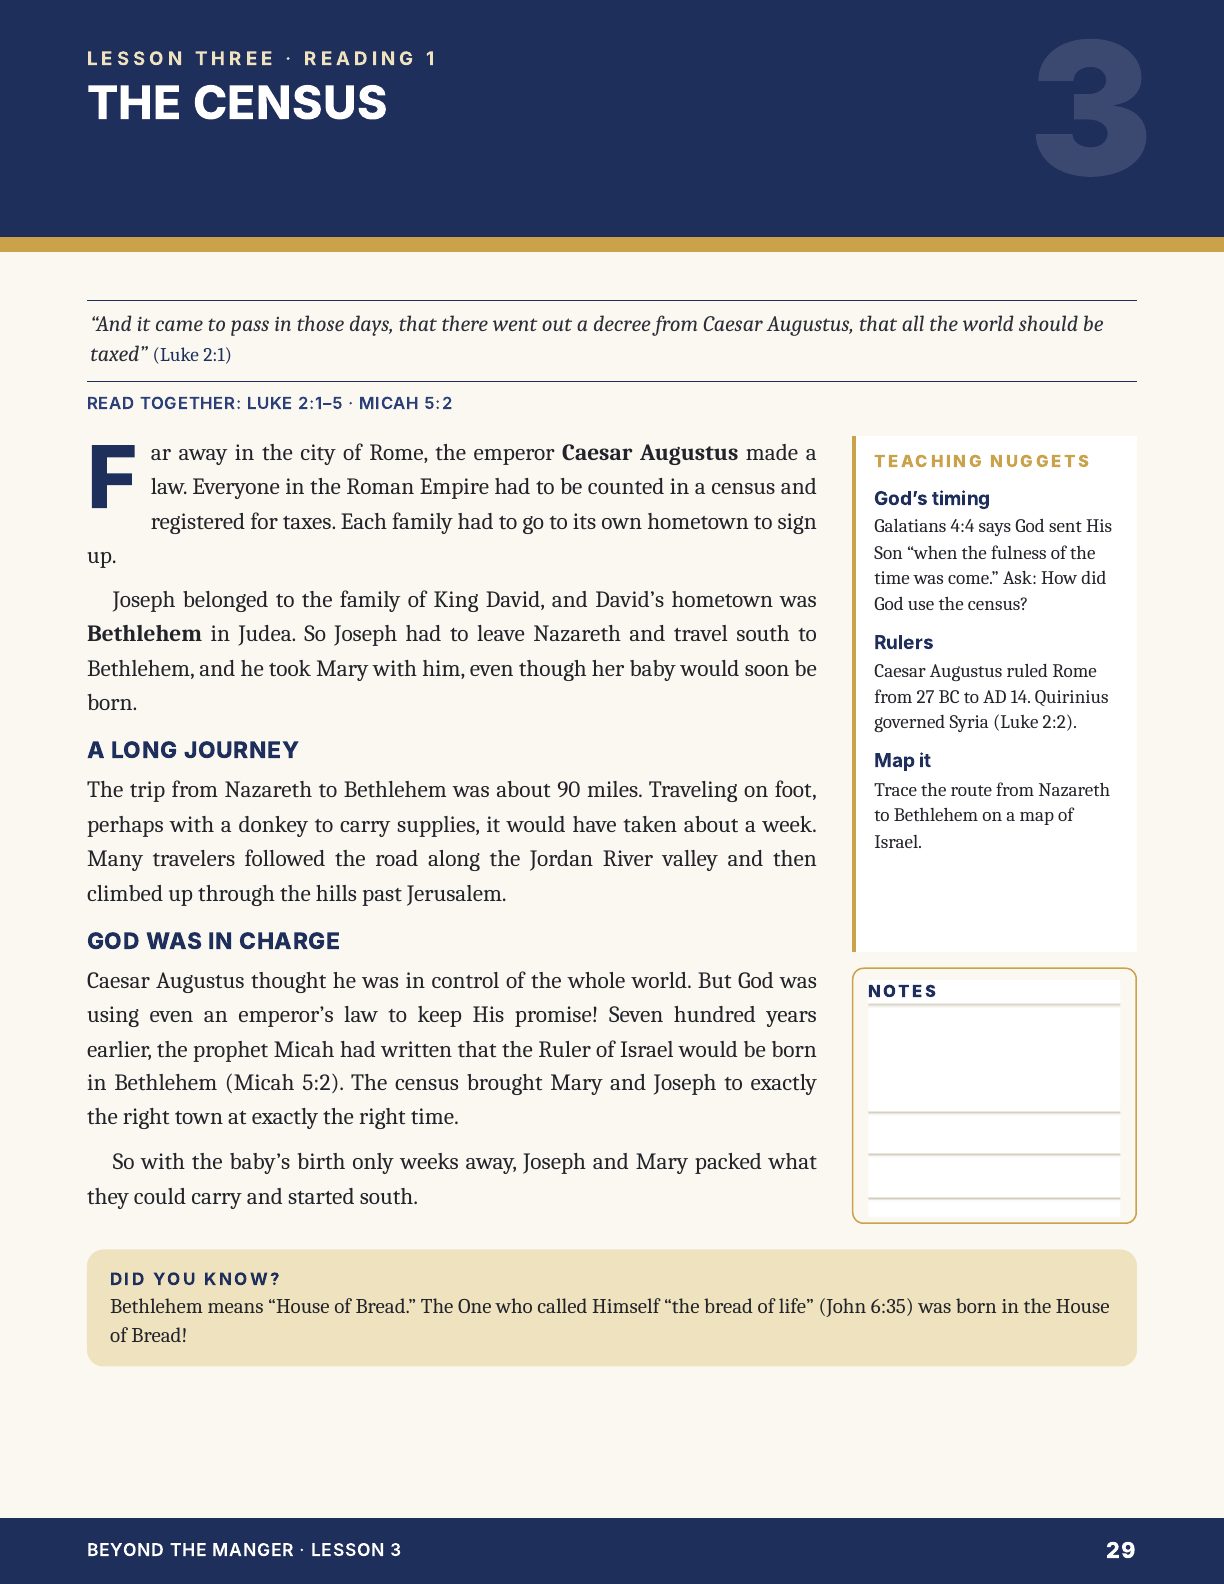 LESSON THREE · READING 1
THE CENSUS
3
“And it came to pass in those days, that there went out a decree from Caesar Augustus, that all the world should be
taxed” (Luke 2:1)
READ TOGETHER: LUKE 2:1–5 · MICAH 5:2
Far away in the city of Rome, the emperor Caesar Augustus made a
law. Everyone in the Roman Empire had to be counted in a census and
registered for taxes. Each family had to go to its own hometown to sign
up.
Joseph belonged to the family of King David, and David’s hometown was
Bethlehem in Judea. So Joseph had to leave Nazareth and travel south to
Bethlehem, and he took Mary with him, even though her baby would soon be
born.
A LONG JOURNEY
The trip from Nazareth to Bethlehem was about 90 miles. Traveling on foot,
perhaps with a donkey to carry supplies, it would have taken about a week.
Many travelers followed the road along the Jordan River valley and then
climbed up through the hills past Jerusalem.
GOD WAS IN CHARGE
Caesar Augustus thought he was in control of the whole world. But God was
using even an emperor’s law to keep His promise! Seven hundred years
earlier, the prophet Micah had written that the Ruler of Israel would be born
in Bethlehem (Micah 5:2). The census brought Mary and Joseph to exactly
the right town at exactly the right time.
So with the baby’s birth only weeks away, Joseph and Mary packed what
they could carry and started south.
TEACHING NUGGETS
God’s timing
Galatians 4:4 says God sent His
Son “when the fulness of the
time was come.” Ask: How did
God use the census?
Rulers
Caesar Augustus ruled Rome
from 27 BC to AD 14. Quirinius
governed Syria (Luke 2:2).
Map it
Trace the route from Nazareth
to Bethlehem on a map of
Israel.
NOTES
DID YOU KNOW?
Bethlehem means “House of Bread.” The One who called Himself “the bread of life” (John 6:35) was born in the House
of Bread!
BEYOND THE MANGER · LESSON 3
29